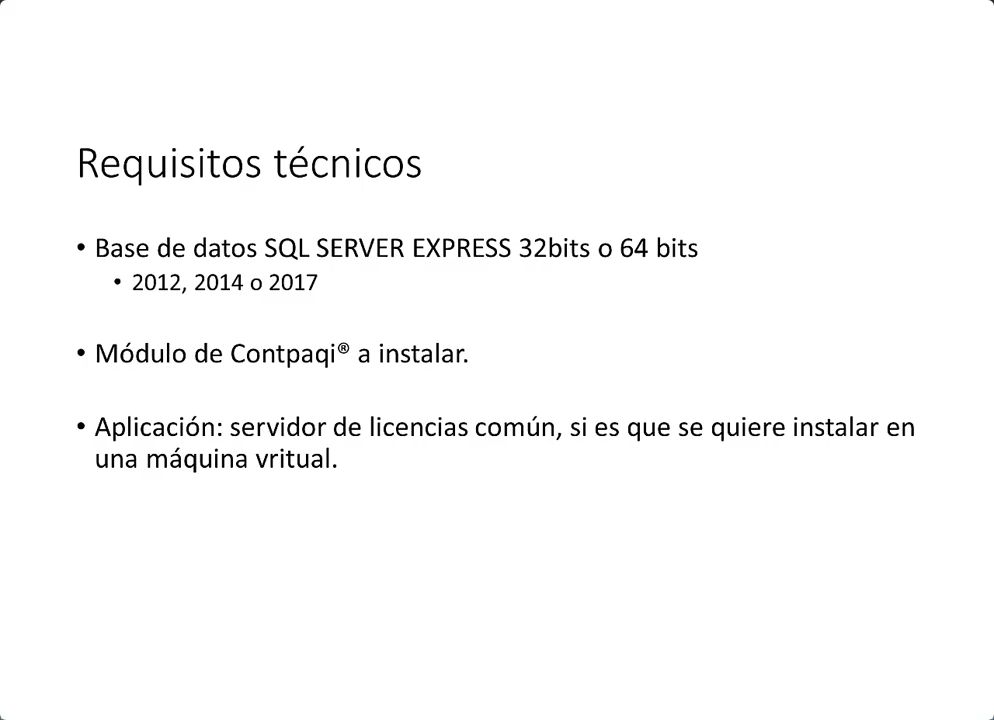 Requisitos técnicos
• Base de datos SQL SERVER EXPRESS 32bits o 64 bits
• 2012, 2014 o 2017
• Módulo de Contpaqi® a instalar.
• Aplicación: servidor de licencias común, si es que se quiere instalar en
una máquina vritual.